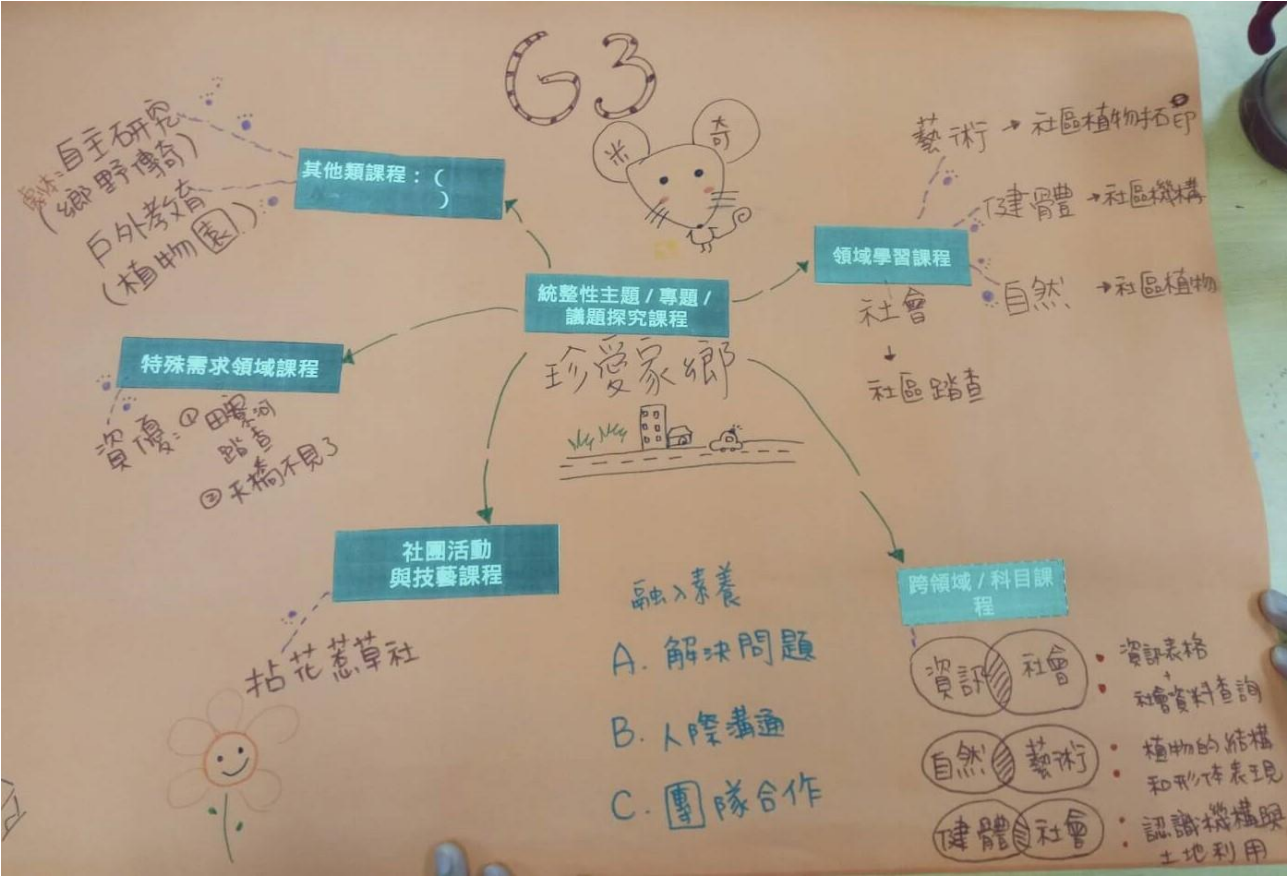 G3
米奇
其他類課程：(
)
自主研究
(鄉野傳奇)
戶外教育
(植物園)
藝術→社區植物拓印
健體→社區機構
自然→社區植物
領域學習課程
社會
↓
社區踏查
統整性主題/專題/
議題探究課程
珍愛家鄉
特殊需求領域課程
資優:①田寮河
踏查
②天橋不見了
社團活動
與技藝課程
拈花惹草社
融入素養
A. 解決問題
B. 人際溝通
C. 團隊合作
跨領域/科目課
程
資訊 社會
• 資訊表格
+
• 社會資料查詢
自然 藝術
• 植物的結構
• 和形体表現
健體 社會
: 認識機構與
土地利用